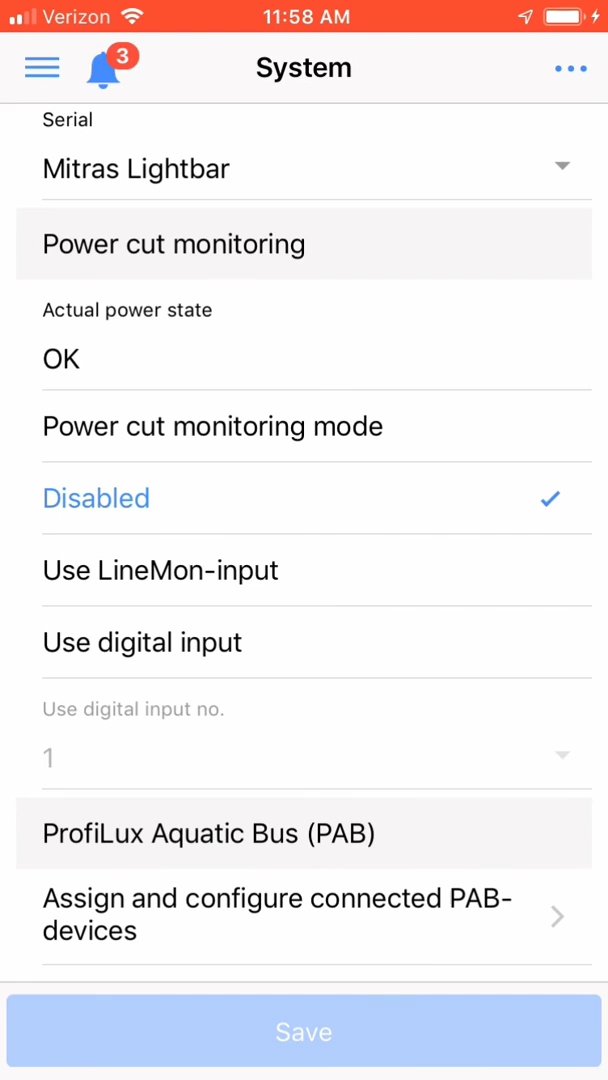 Verizon 11:58 AM
3
System
Serial
Mitras Lightbar
Power cut monitoring
Actual power state
OK
Power cut monitoring mode
Disabled
Use LineMon-input
Use digital input
Use digital input no.
1
ProfiLux Aquatic Bus (PAB)
Assign and configure connected PAB-
devices
Save